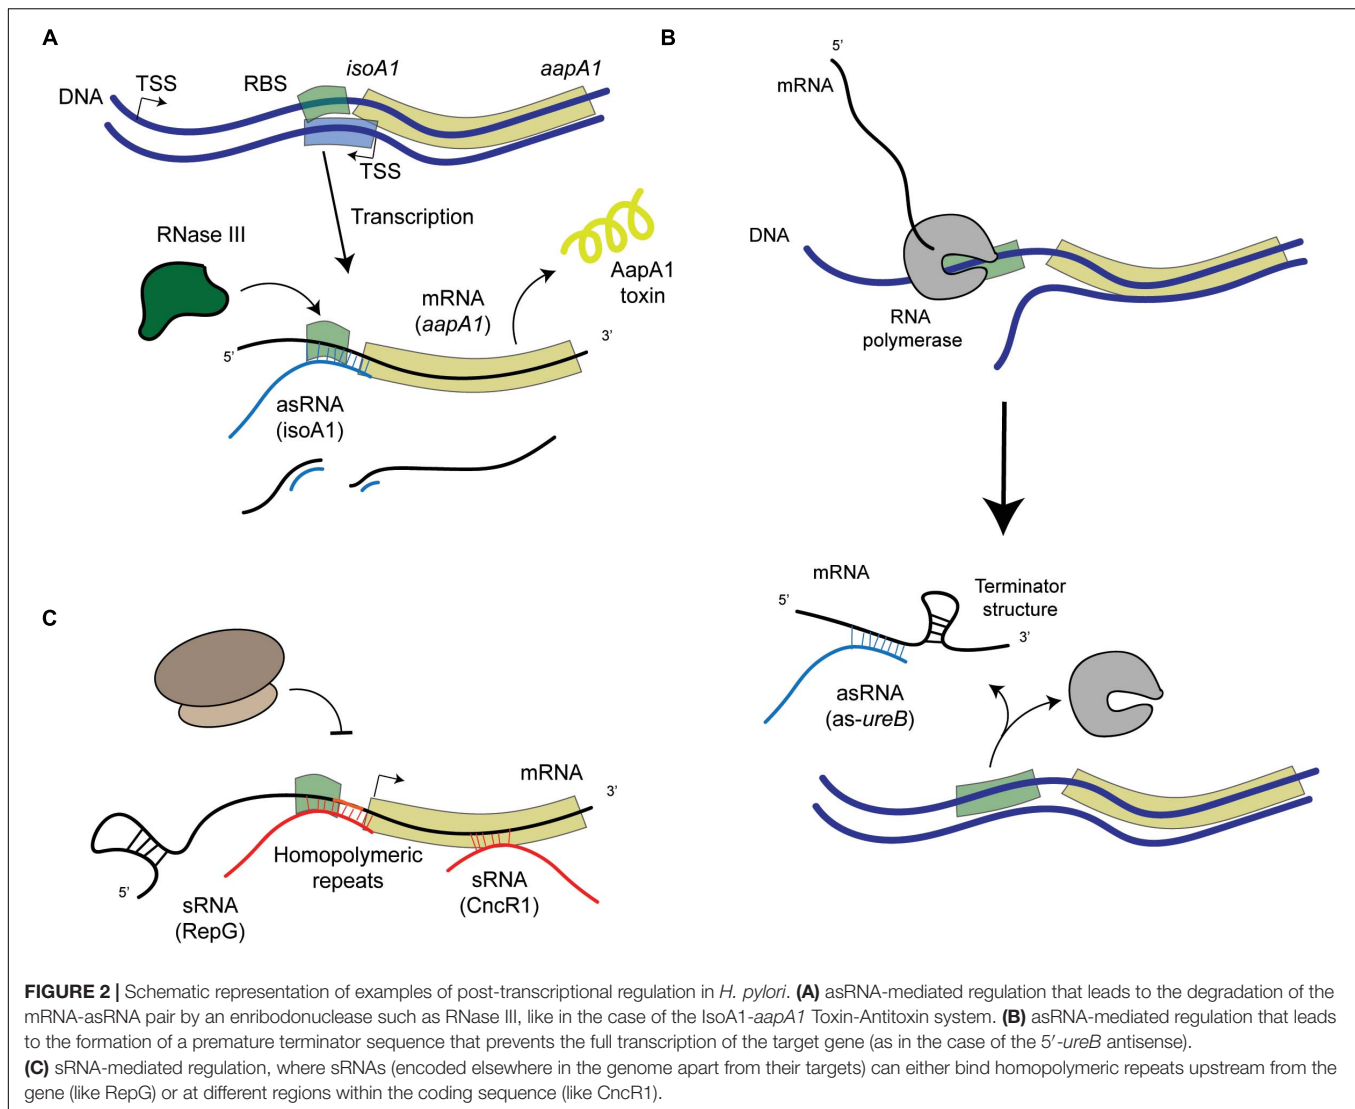 A
isoA1
aapA1
TSS
RBS
DNA
TSS
Transcription
RNase III
AapA1
toxin
mRNA
(aapA1)
5’
3’
asRNA
(isoA1)
B
5’
mRNA
DNA
RNA
polymerase
mRNA
Terminator
structure
5’
3’
asRNA
(as-ureB)
C
mRNA
3’
Homopolymeric
repeats
5’
sRNA
(RepG)
sRNA
(CncR1)
FIGURE 2 | Schematic representation of examples of post-transcriptional regulation in H. pylori. (A) asRNA-mediated regulation that leads to the degradation of the
mRNA-asRNA pair by an enribodonuclease such as RNase III, like in the case of the IsoA1-aapA1 Toxin-Antitoxin system. (B) asRNA-mediated regulation that leads
to the formation of a premature terminator sequence that prevents the full transcription of the target gene (as in the case of the 5′-ureB antisense).
(C) sRNA-mediated regulation, where sRNAs (encoded elsewhere in the genome apart from their targets) can either bind homopolymeric repeats upstream from the
gene (like RepG) or at different regions within the coding sequence (like CncR1).